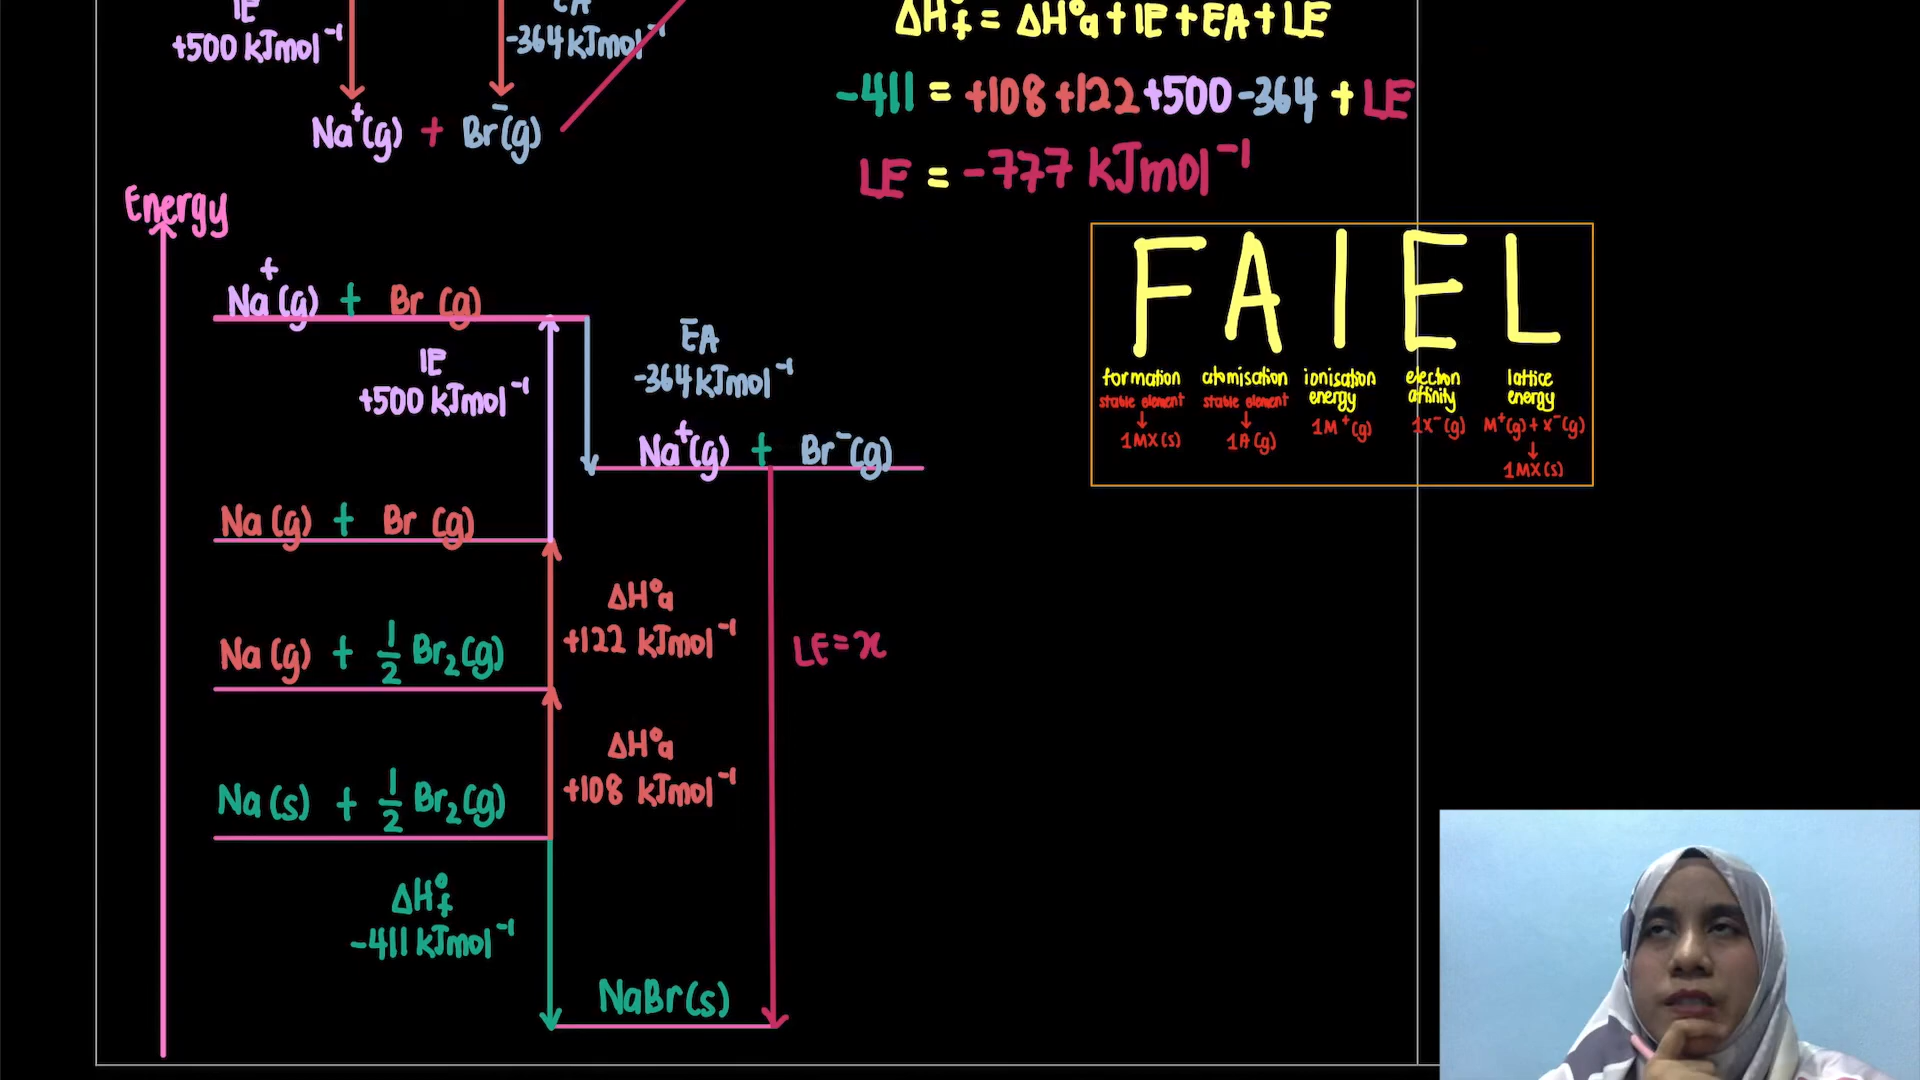 IE
+500 kJmol⁻¹
EA
-364 kJmol⁻¹
Na⁺(g) + Br⁻(g)
ΔH°f = ΔH°a + IE + EA + LE
-411 = +108 +122 +500 -364 + LE
LE = -777 kJmol⁻¹
Energy
Na⁺(g) + Br (g)
IE
+500 kJmol⁻¹
EA
-364 kJmol⁻¹
Na⁺(g) + Br⁻(g)
Na (g) + Br (g)
ΔH°a
+122 kJmol⁻¹
Na (g) + 1/2 Br₂(g)
LE = x
ΔH°a
+108 kJmol⁻¹
Na (s) + 1/2 Br₂(g)
ΔH°f
-411 kJmol⁻¹
NaBr(s)
F A I E L
formation
stable element
↓
1MX(s)
atomisation
stable element
↓
1A(g)
ionisation
energy
1M⁺(g)
electron
affinity
1X⁻(g)
lattice
energy
M⁺(g) + X⁻(g)
↓
1MX(s)